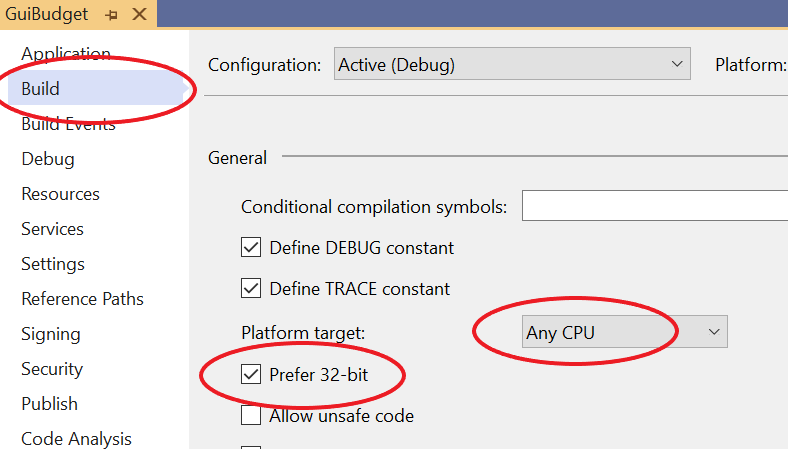 GuiBudget
Application
Build
Build Events
Debug
Resources
Services
Settings
Reference Paths
Signing
Security
Publish
Code Analysis
Configuration: Active (Debug) Platform:
General
Conditional compilation symbols:
Define DEBUG constant
Define TRACE constant
Platform target: Any CPU
Prefer 32-bit
Allow unsafe code